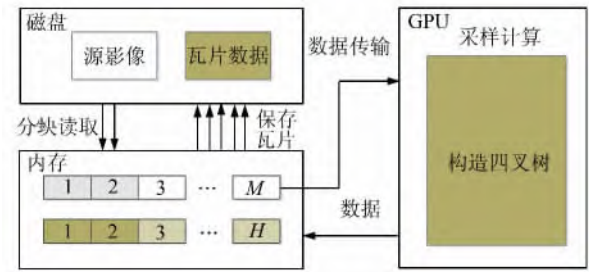 磁盘
源影像
瓦片数据
分块读取
保存
瓦片
内存
1 2 3 … M
1 2 3 … H
数据传输
数据
GPU
采样计算
构造四叉树